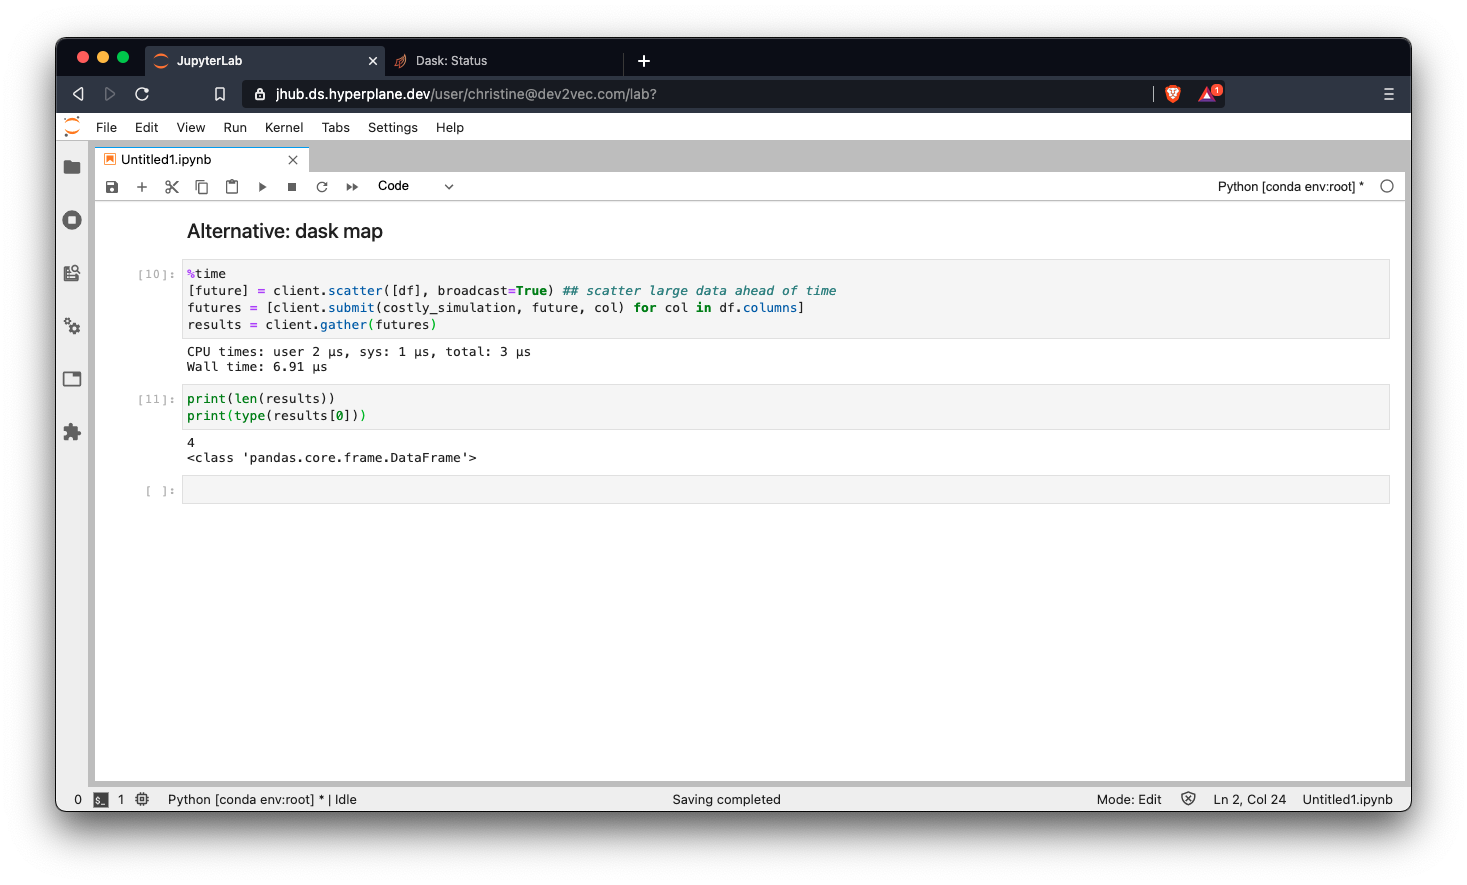 JupyterLab
Dask: Status
jhub.ds.hyperplane.dev/user/christine@dev2vec.com/lab?
1
File Edit View Run Kernel Tabs Settings Help
Untitled1.ipynb
Code
Python [conda env:root] *
Alternative: dask map
[10]:
%time
[future] = client.scatter([df], broadcast=True) ## scatter large data ahead of time
futures = [client.submit(costly_simulation, future, col) for col in df.columns]
results = client.gather(futures)
CPU times: user 2 µs, sys: 1 µs, total: 3 µs
Wall time: 6.91 µs
[11]:
print(len(results))
print(type(results[0]))
4
<class 'pandas.core.frame.DataFrame'>
[ ]:
0 $_ 1 Python [conda env:root] * | Idle
Saving completed
Mode: Edit
Ln 2, Col 24
Untitled1.ipynb